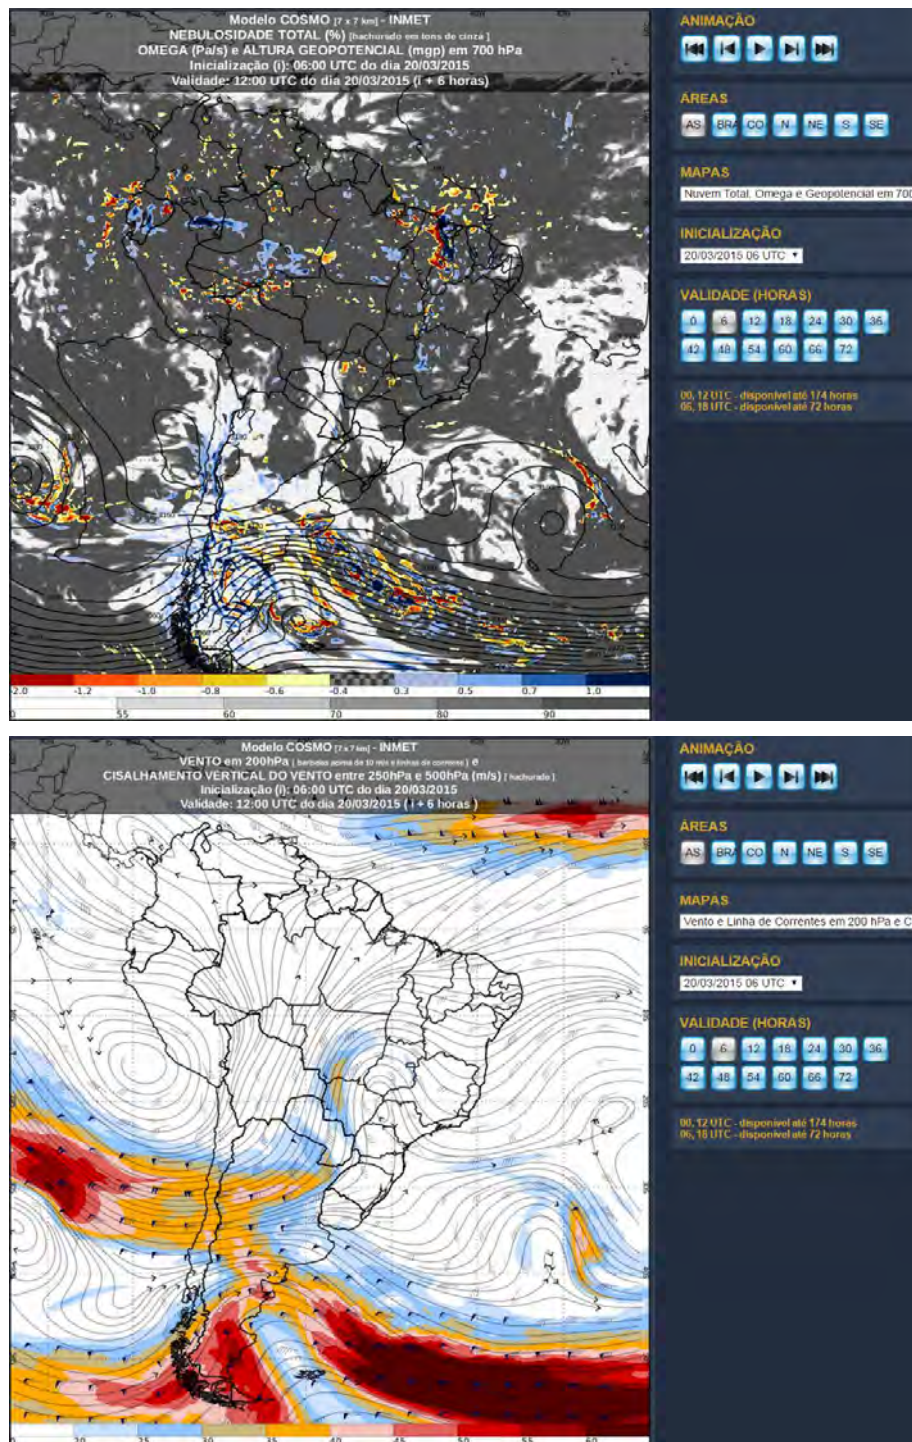 Modelo COSMO [7 x 7 km] - INMET
NEBULOSIDADE TOTAL (%) [hachurado em tons de cinza ]
OMEGA (Pa/s) e ALTURA GEOPOTENCIAL (mgp) em 700 hPa
Inicialização (i): 06:00 UTC do dia 20/03/2015
Validade: 12:00 UTC do dia 20/03/2015 (i + 6 horas)
ANIMAÇÃO
ÁREAS
AS BRA CO N NE S SE
MAPAS
Nuvem Total, Omega e Geopotencial em 700
INICIALIZAÇÃO
20/03/2015 06 UTC
VALIDADE (HORAS)
0 6 12 18 24 30 36
42 48 54 60 66 72
00, 12 UTC - disponível até 174 horas
06, 18 UTC - disponível até 72 horas
-2.0 -1.2 -1.0 -0.8 -0.6 -0.4 0.3 0.5 0.7 1.0
0 55 60 70 80 90
Modelo COSMO [7 x 7 km] - INMET
VENTO em 200hPa ( barbelas acima de 10 m/s e linhas de corrente ) e
CISALHAMENTO VERTICAL DO VENTO entre 250hPa e 500hPa (m/s) [ hachurado ]
Inicialização (i): 06:00 UTC do dia 20/03/2015
Validade: 12:00 UTC do dia 20/03/2015 ( i + 6 horas )
ANIMAÇÃO
ÁREAS
AS BRA CO N NE S SE
MAPAS
Vento e Linha de Correntes em 200 hPa e C
INICIALIZAÇÃO
20/03/2015 06 UTC
VALIDADE (HORAS)
0 6 12 18 24 30 36
42 48 54 60 66 72
00, 12 UTC - disponível até 174 horas
06, 18 UTC - disponível até 72 horas
20 25 30 35 40 45 50 55 60